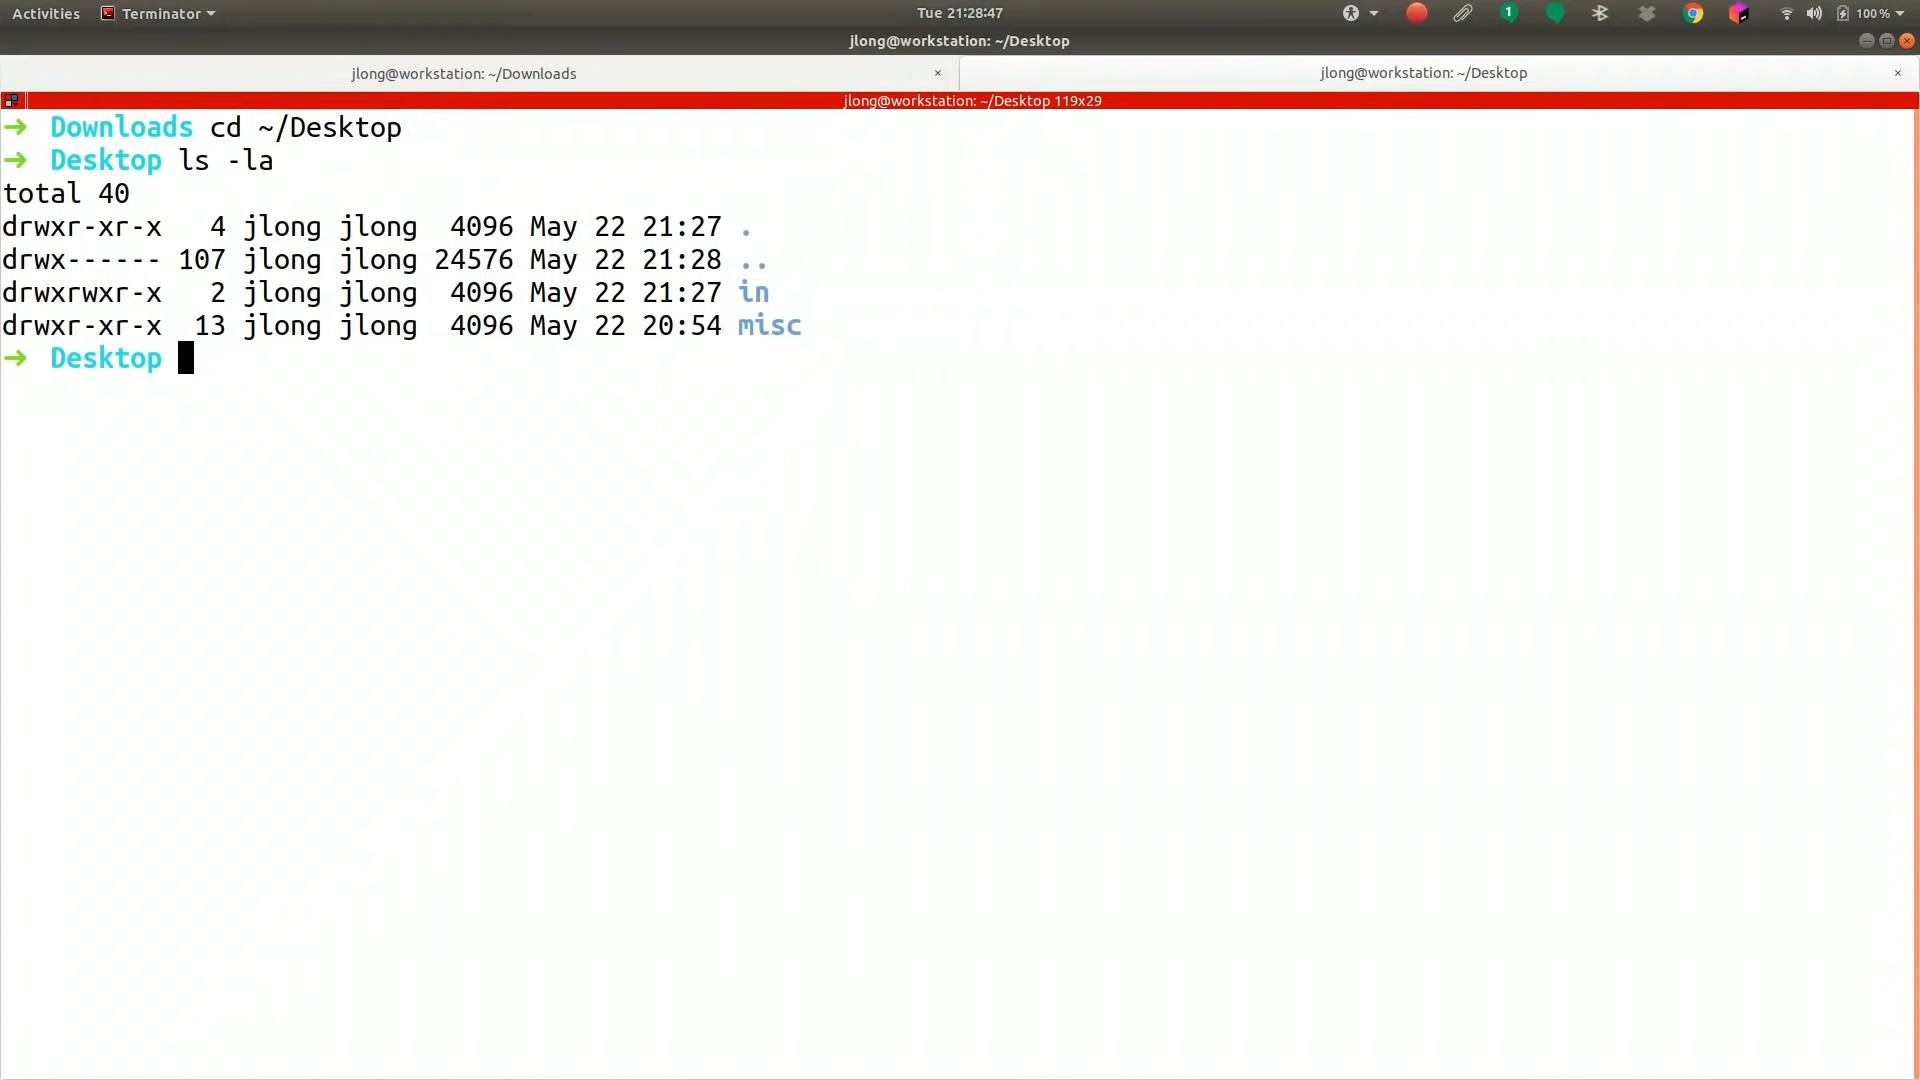 Activities Terminator Tue 21:28:47 1 100%
jlong@workstation: ~/Desktop
jlong@workstation: ~/Downloads × jlong@workstation: ~/Desktop ×
jlong@workstation: ~/Desktop 119x29
➜ Downloads cd ~/Desktop
➜ Desktop ls -la
total 40
drwxr-xr-x 4 jlong jlong 4096 May 22 21:27 .
drwx------ 107 jlong jlong 24576 May 22 21:28 ..
drwxrwxr-x 2 jlong jlong 4096 May 22 21:27 in
drwxr-xr-x 13 jlong jlong 4096 May 22 20:54 misc
➜ Desktop